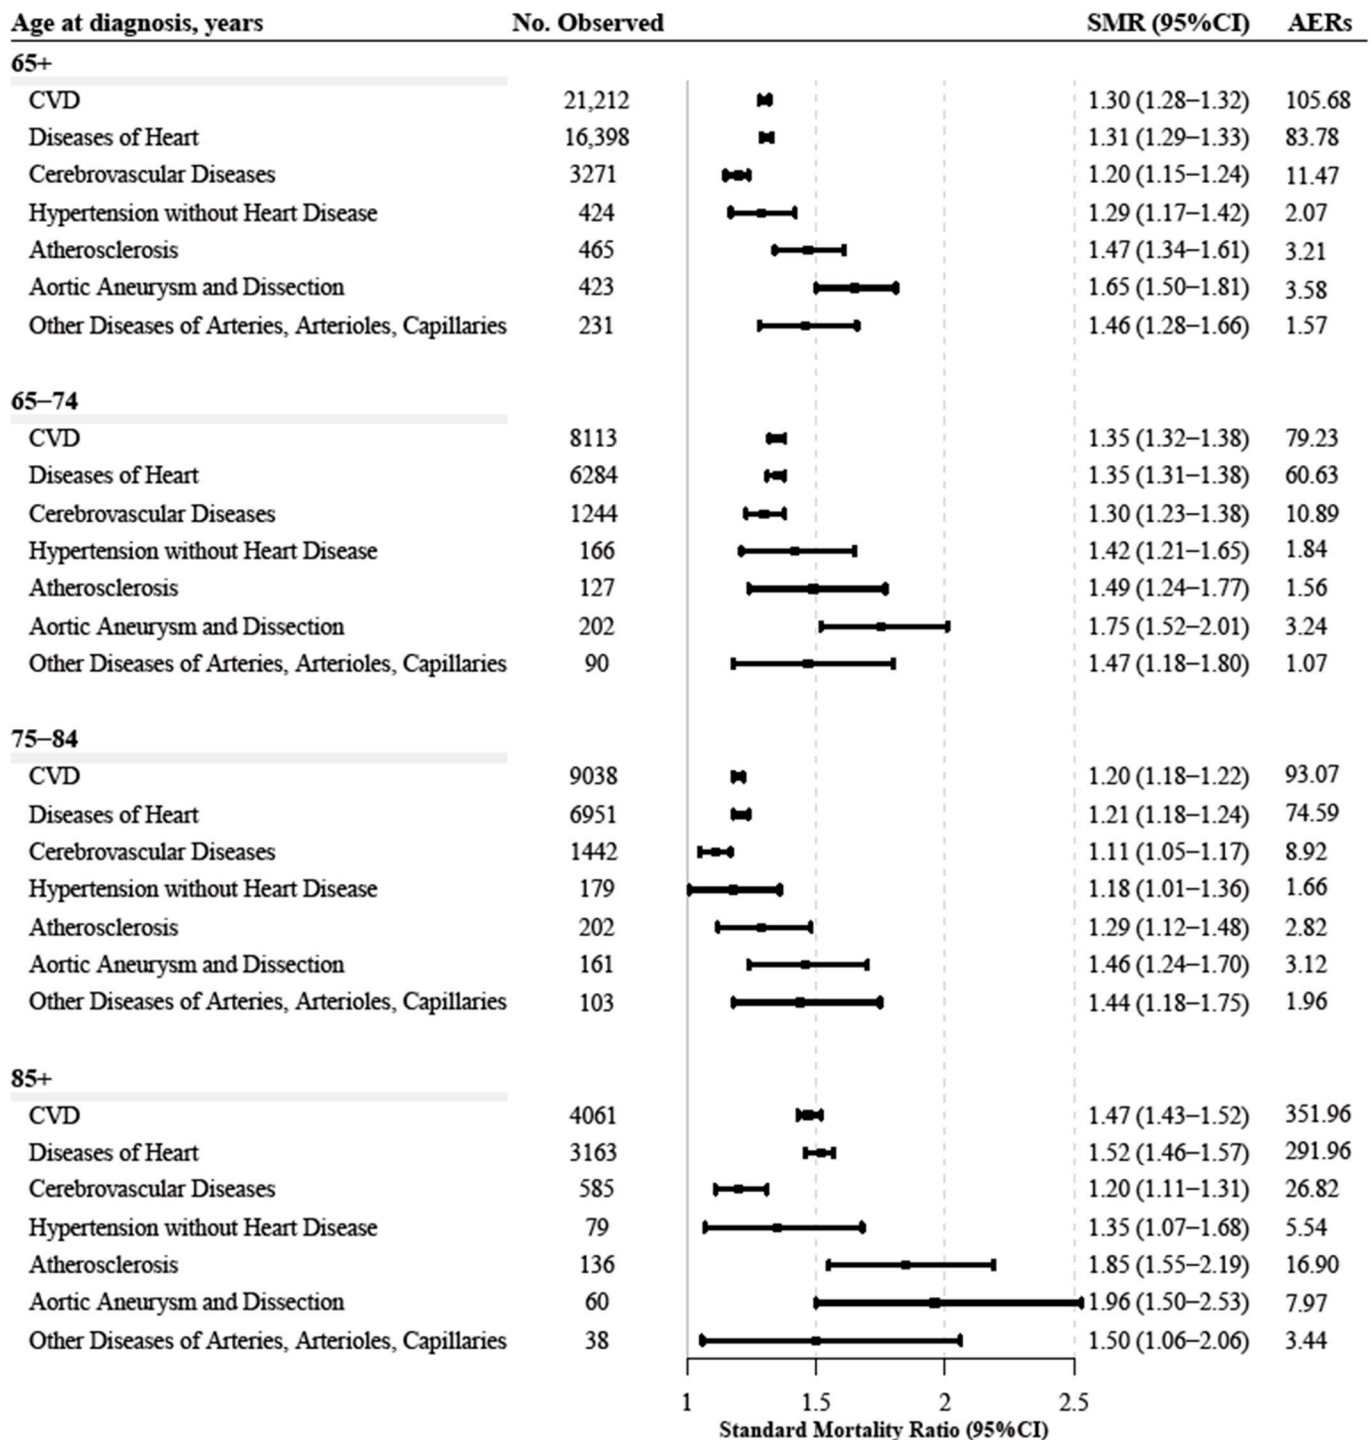 Age at diagnosis, years No. Observed SMR (95%CI) AERs
65+
CVD 21,212 1.30 (1.28–1.32) 105.68
Diseases of Heart 16,398 1.31 (1.29–1.33) 83.78
Cerebrovascular Diseases 3271 1.20 (1.15–1.24) 11.47
Hypertension without Heart Disease 424 1.29 (1.17–1.42) 2.07
Atherosclerosis 465 1.47 (1.34–1.61) 3.21
Aortic Aneurysm and Dissection 423 1.65 (1.50–1.81) 3.58
Other Diseases of Arteries, Arterioles, Capillaries 231 1.46 (1.28–1.66) 1.57
65–74
CVD 8113 1.35 (1.32–1.38) 79.23
Diseases of Heart 6284 1.35 (1.31–1.38) 60.63
Cerebrovascular Diseases 1244 1.30 (1.23–1.38) 10.89
Hypertension without Heart Disease 166 1.42 (1.21–1.65) 1.84
Atherosclerosis 127 1.49 (1.24–1.77) 1.56
Aortic Aneurysm and Dissection 202 1.75 (1.52–2.01) 3.24
Other Diseases of Arteries, Arterioles, Capillaries 90 1.47 (1.18–1.80) 1.07
75–84
CVD 9038 1.20 (1.18–1.22) 93.07
Diseases of Heart 6951 1.21 (1.18–1.24) 74.59
Cerebrovascular Diseases 1442 1.11 (1.05–1.17) 8.92
Hypertension without Heart Disease 179 1.18 (1.01–1.36) 1.66
Atherosclerosis 202 1.29 (1.12–1.48) 2.82
Aortic Aneurysm and Dissection 161 1.46 (1.24–1.70) 3.12
Other Diseases of Arteries, Arterioles, Capillaries 103 1.44 (1.18–1.75) 1.96
85+
CVD 4061 1.47 (1.43–1.52) 351.96
Diseases of Heart 3163 1.52 (1.46–1.57) 291.96
Cerebrovascular Diseases 585 1.20 (1.11–1.31) 26.82
Hypertension without Heart Disease 79 1.35 (1.07–1.68) 5.54
Atherosclerosis 136 1.85 (1.55–2.19) 16.90
Aortic Aneurysm and Dissection 60 1.96 (1.50–2.53) 7.97
Other Diseases of Arteries, Arterioles, Capillaries 38 1.50 (1.06–2.06) 3.44
1 1.5 2 2.5
Standard Mortality Ratio (95%CI)